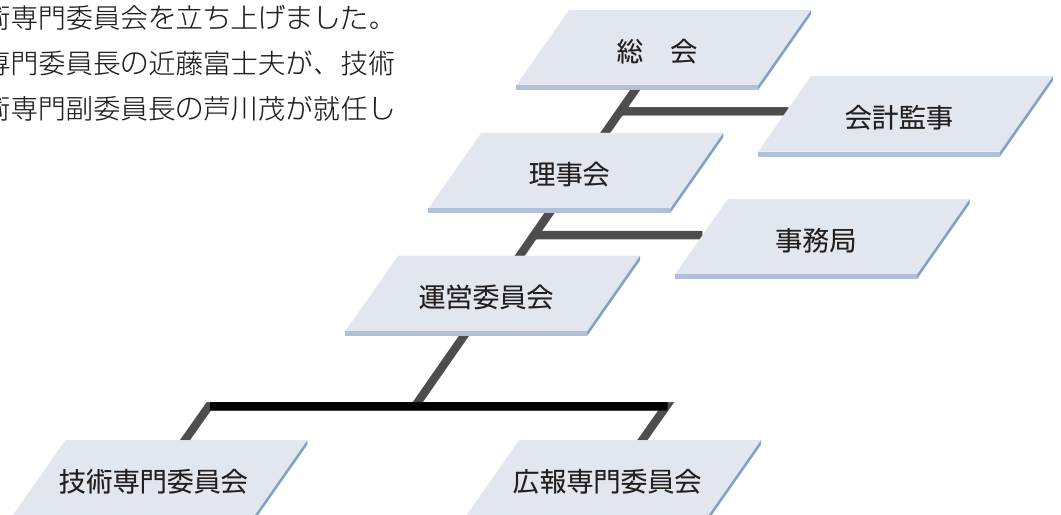 術専門委員会を立ち上げました。
専門委員長の近藤富士夫が、技術
術専門副委員長の芦川茂が就任し
総　会
会計監事
理事会
事務局
運営委員会
技術専門委員会
広報専門委員会